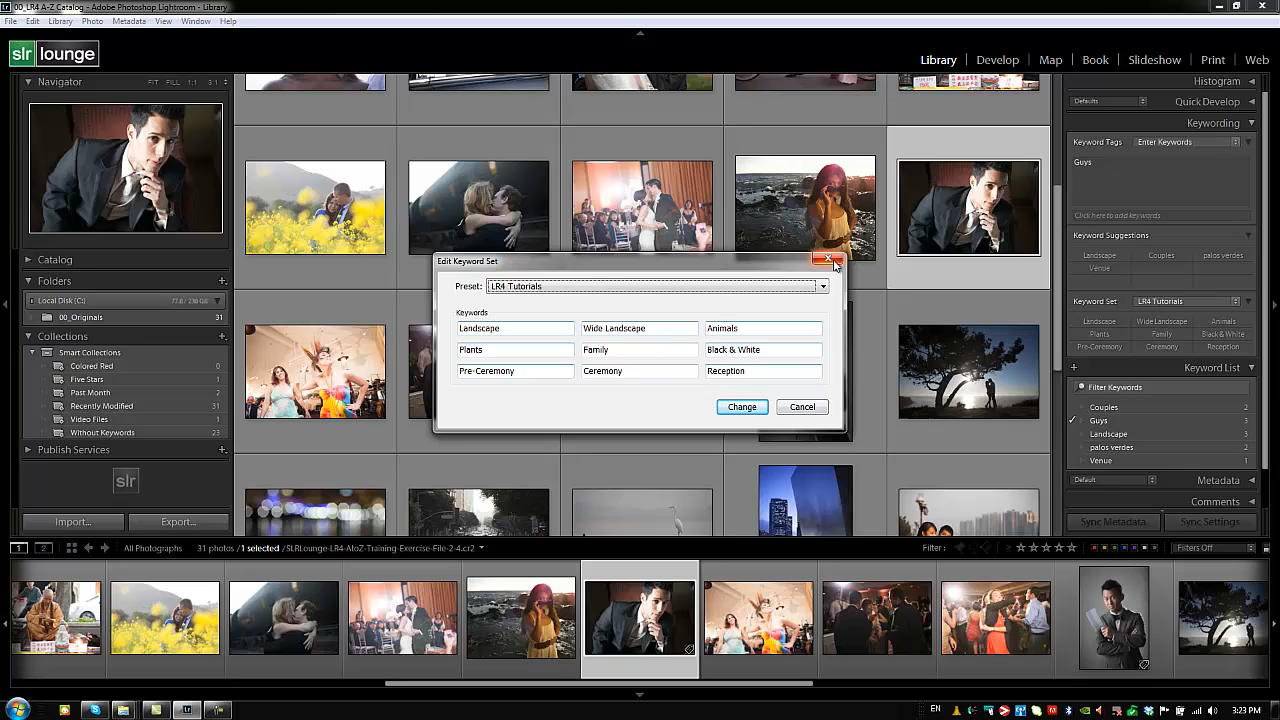 00_LR4 A-Z Catalog - Adobe Photoshop Lightroom - Library
File Edit Library Photo Metadata View Window Help
slr lounge
Library Develop Map Book Slideshow Print Web
Navigator FIT FILL 1:1 3:1
Histogram
Defaults Quick Develop
Keywording
Keyword Tags Enter Keywords
Guys
Click here to add keywords
Keyword Suggestions
Landscape Couples palos verdes
Venue
Keyword Set LR4 Tutorials
Landscape Wide Landscape Animals
Plants Family Black & White
Pre-Ceremony Ceremony Reception
Keyword List
Filter Keywords
Couples 2
Guys 3
Landscape 3
palos verdes 2
Venue 1
Default Metadata
Comments
Sync Metadata Sync Settings
Catalog
Folders
Local Disk (C:)
00_Originals 31
Collections
Smart Collections
Colored Red 0
Five Stars 2
Past Month 2
Recently Modified 31
Video Files 1
Without Keywords 23
Publish Services
slr
Import... Export...
Edit Keyword Set
Preset: LR4 Tutorials
Keywords
Landscape Wide Landscape Animals
Plants Family Black & White
Pre-Ceremony Ceremony Reception
Change Cancel
1 2 All Photographs 31 photos / 1 selected / SLRLounge-LR4-AtoZ-Training-Exercise-File-2-4.cr2 Filter : Filters Off
EN 3:23 PM